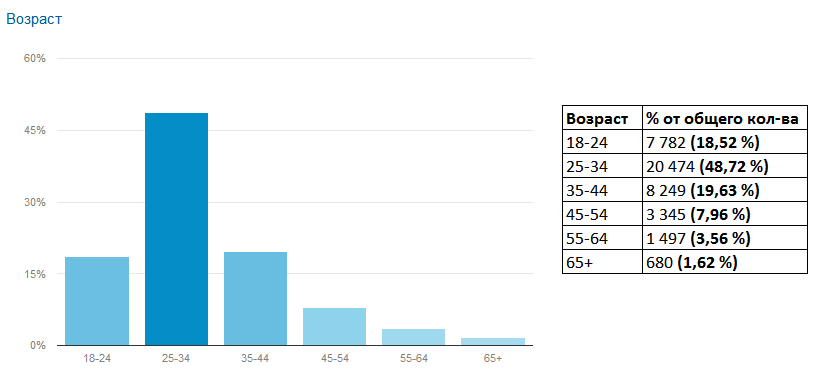 Возраст
60%
45%
30%
15%
0%
18-24 25-34 35-44 45-54 55-64 65+
Возраст % от общего кол-ва
18-24 7 782 (18,52 %)
25-34 20 474 (48,72 %)
35-44 8 249 (19,63 %)
45-54 3 345 (7,96 %)
55-64 1 497 (3,56 %)
65+ 680 (1,62 %)